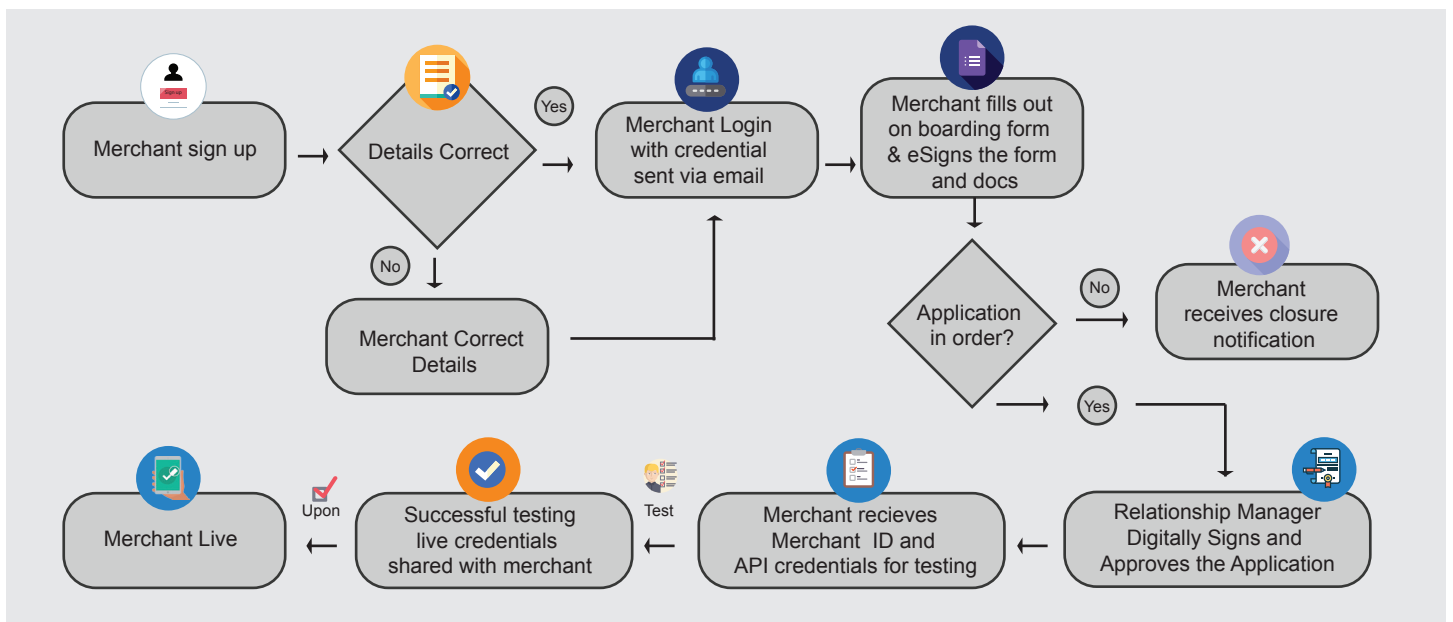 Sign up
Merchant sign up
Details Correct
Yes
Merchant Login
with credential
sent via email
Merchant fills out
on boarding form
& eSigns the form
and docs
No
Merchant Correct
Details
Application
in order?
No
Merchant
receives closure
notification
Yes
Relationship Manager
Digitally Signs and
Approves the Application
Merchant recieves
Merchant ID and
API credentials for testing
Test
Successful testing
live credentials
shared with merchant
Upon
Merchant Live